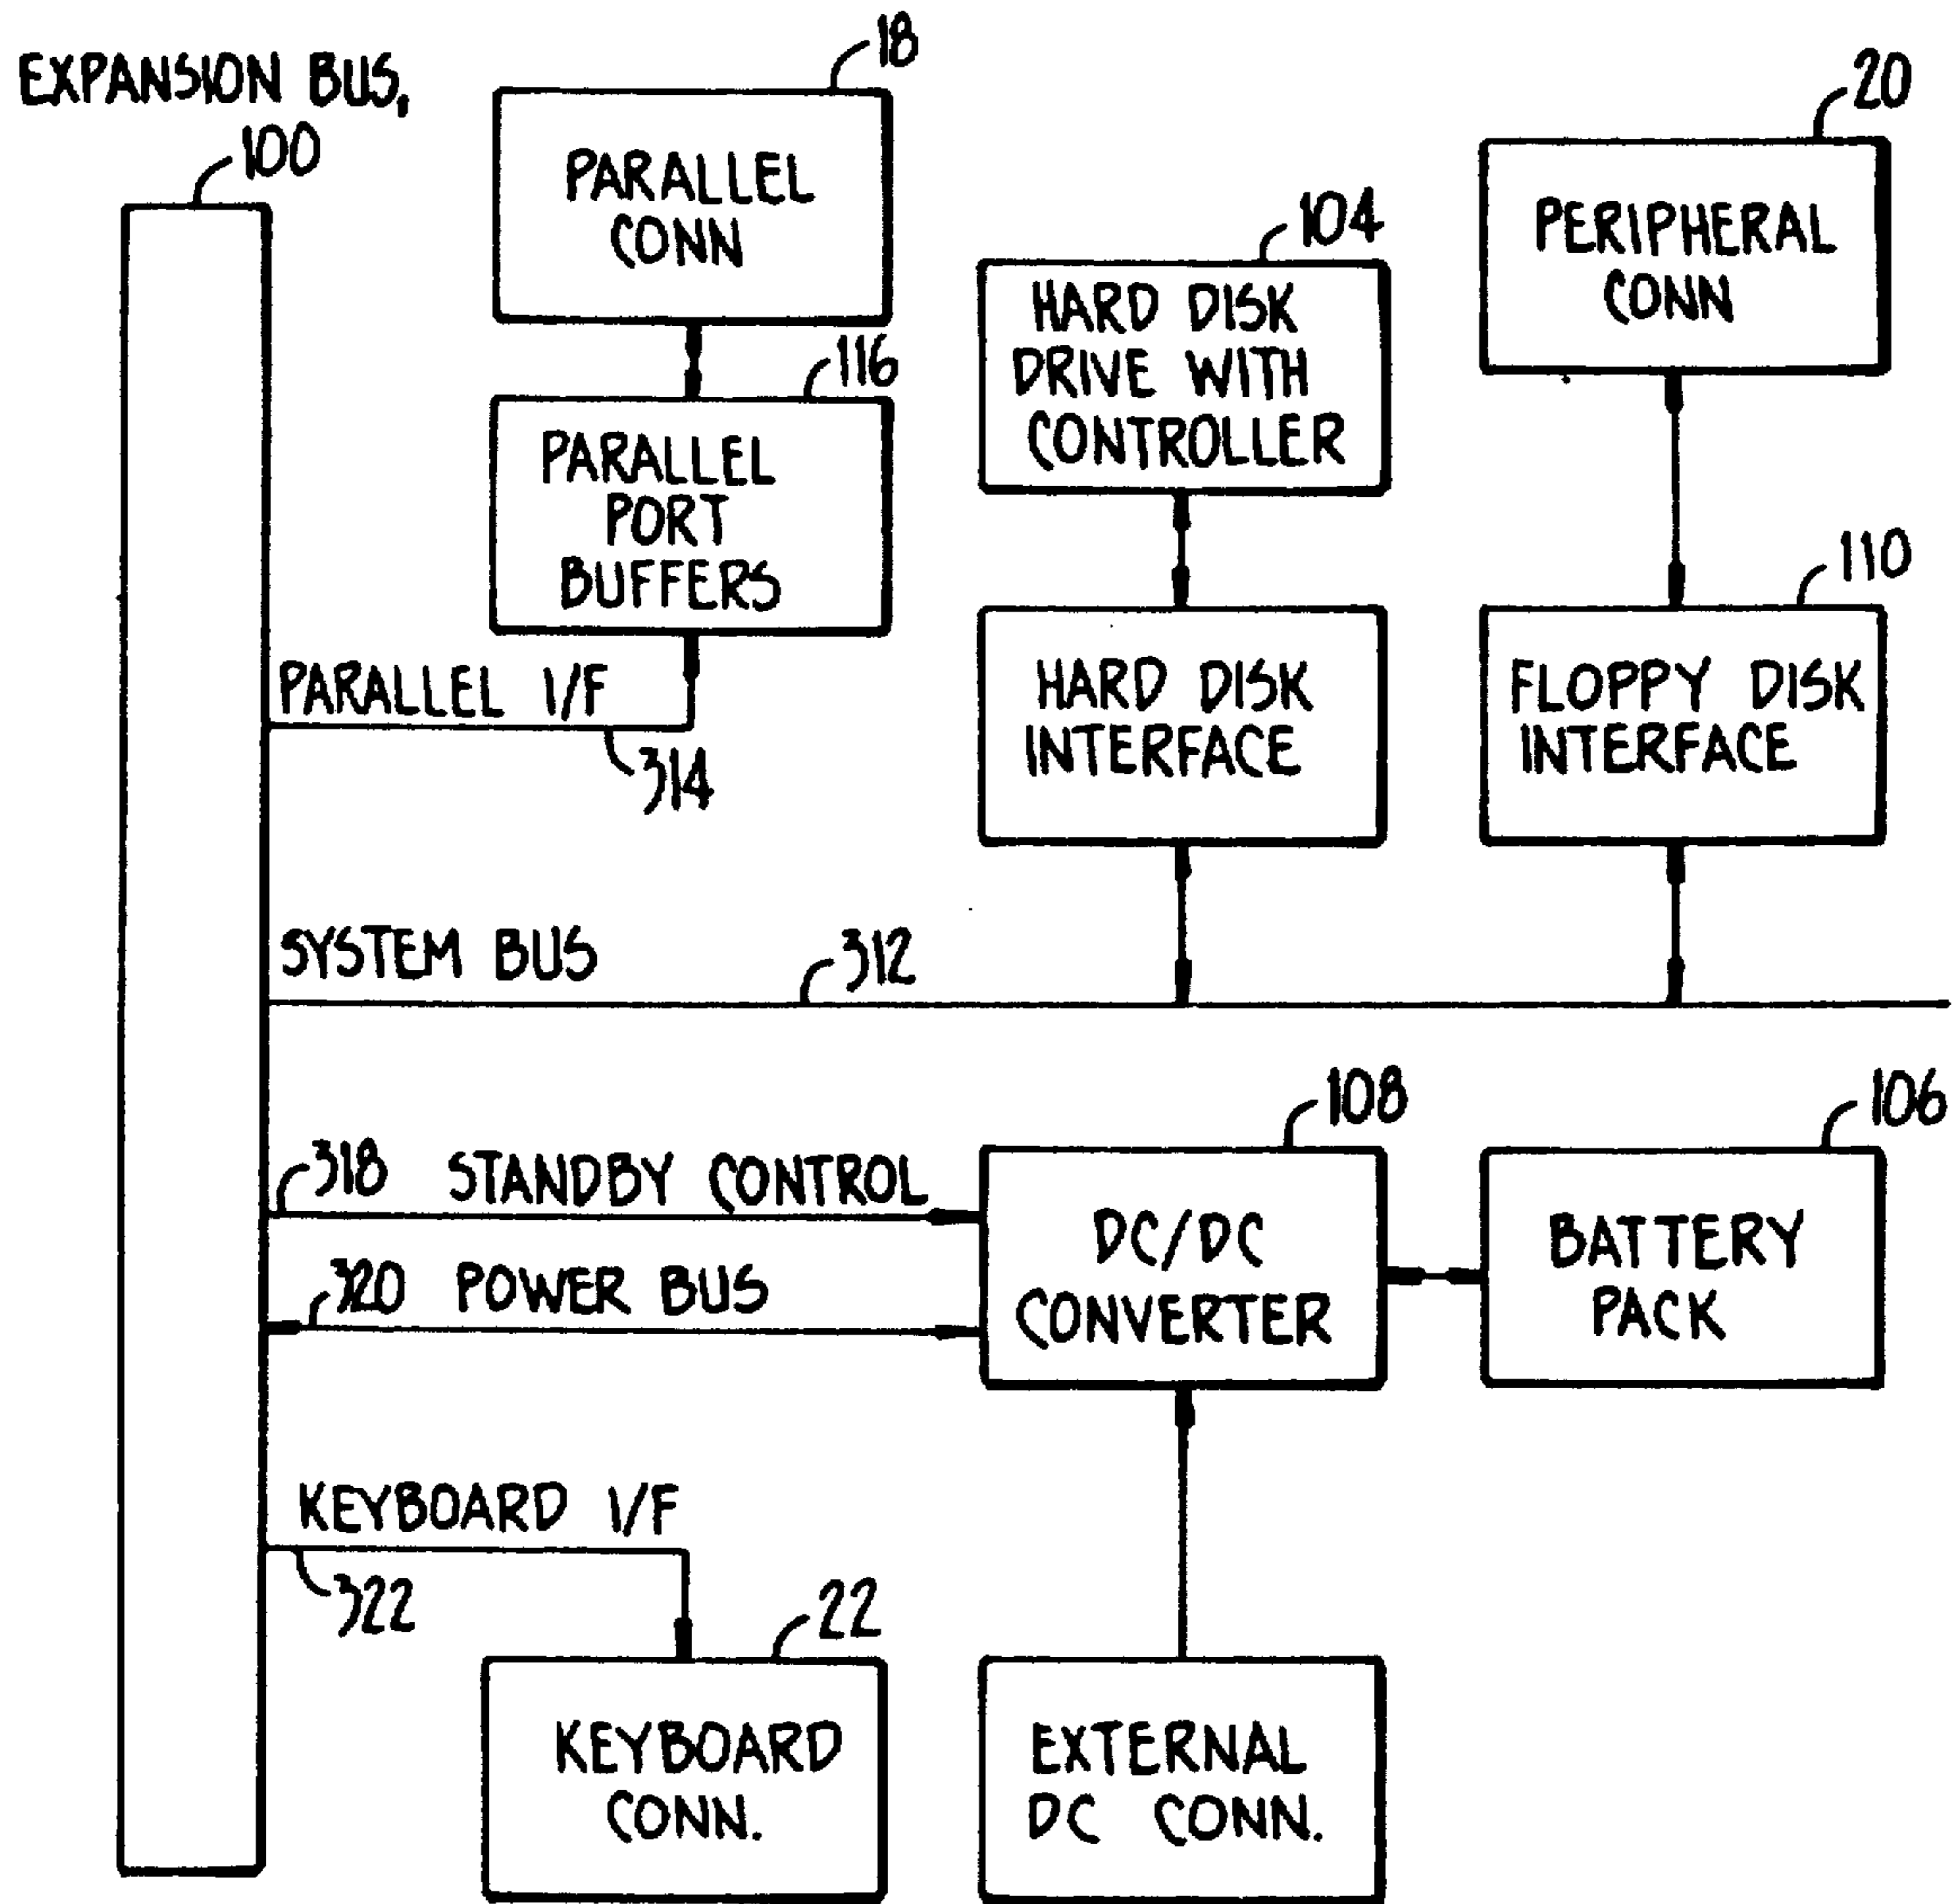 EXPANSION BUS,
100
18
PARALLEL
CONN
20
PERIPHERAL
CONN
104
HARD DISK
DRIVE WITH
CONTROLLER
116
PARALLEL
PORT
BUFFERS
110
PARALLEL I/F
314
HARD DISK
INTERFACE
FLOPPY DISK
INTERFACE
SYSTEM BUS
312
108
106
318 STANDBY CONTROL
320 POWER BUS
DC/DC
CONVERTER
BATTERY
PACK
KEYBOARD I/F
322
22
KEYBOARD
CONN.
EXTERNAL
DC CONN.